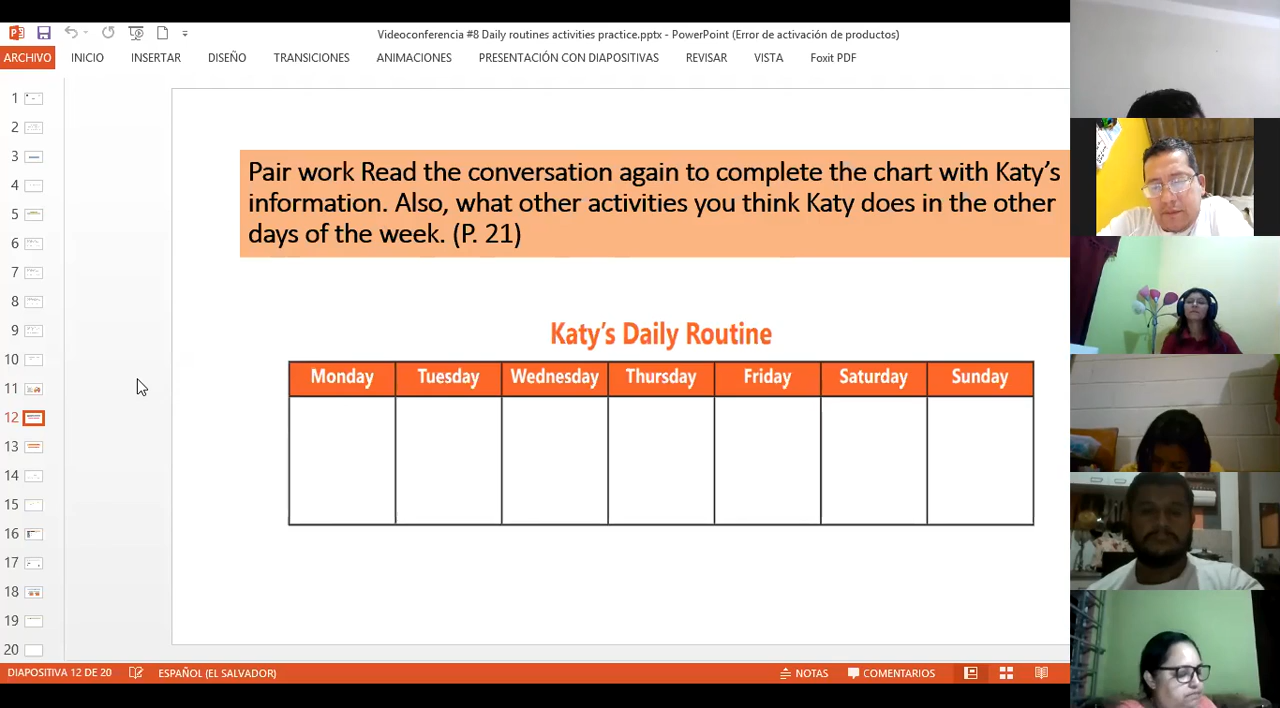 Videoconferencia #8 Daily routines activities practice.pptx - PowerPoint (Error de activación de productos)
ARCHIVO INICIO INSERTAR DISEÑO TRANSICIONES ANIMACIONES PRESENTACIÓN CON DIAPOSITIVAS REVISAR VISTA Foxit PDF
1
2
3
4
5
6
7
8
9
10
11
12
13
14
15
16
17
18
19
20
Pair work Read the conversation again to complete the chart with Katy's
information. Also, what other activities you think Katy does in the other
days of the week. (P. 21)
Katy's Daily Routine
Monday Tuesday Wednesday Thursday Friday Saturday Sunday
DIAPOSITIVA 12 DE 20 ESPAÑOL (EL SALVADOR) NOTAS COMENTARIOS